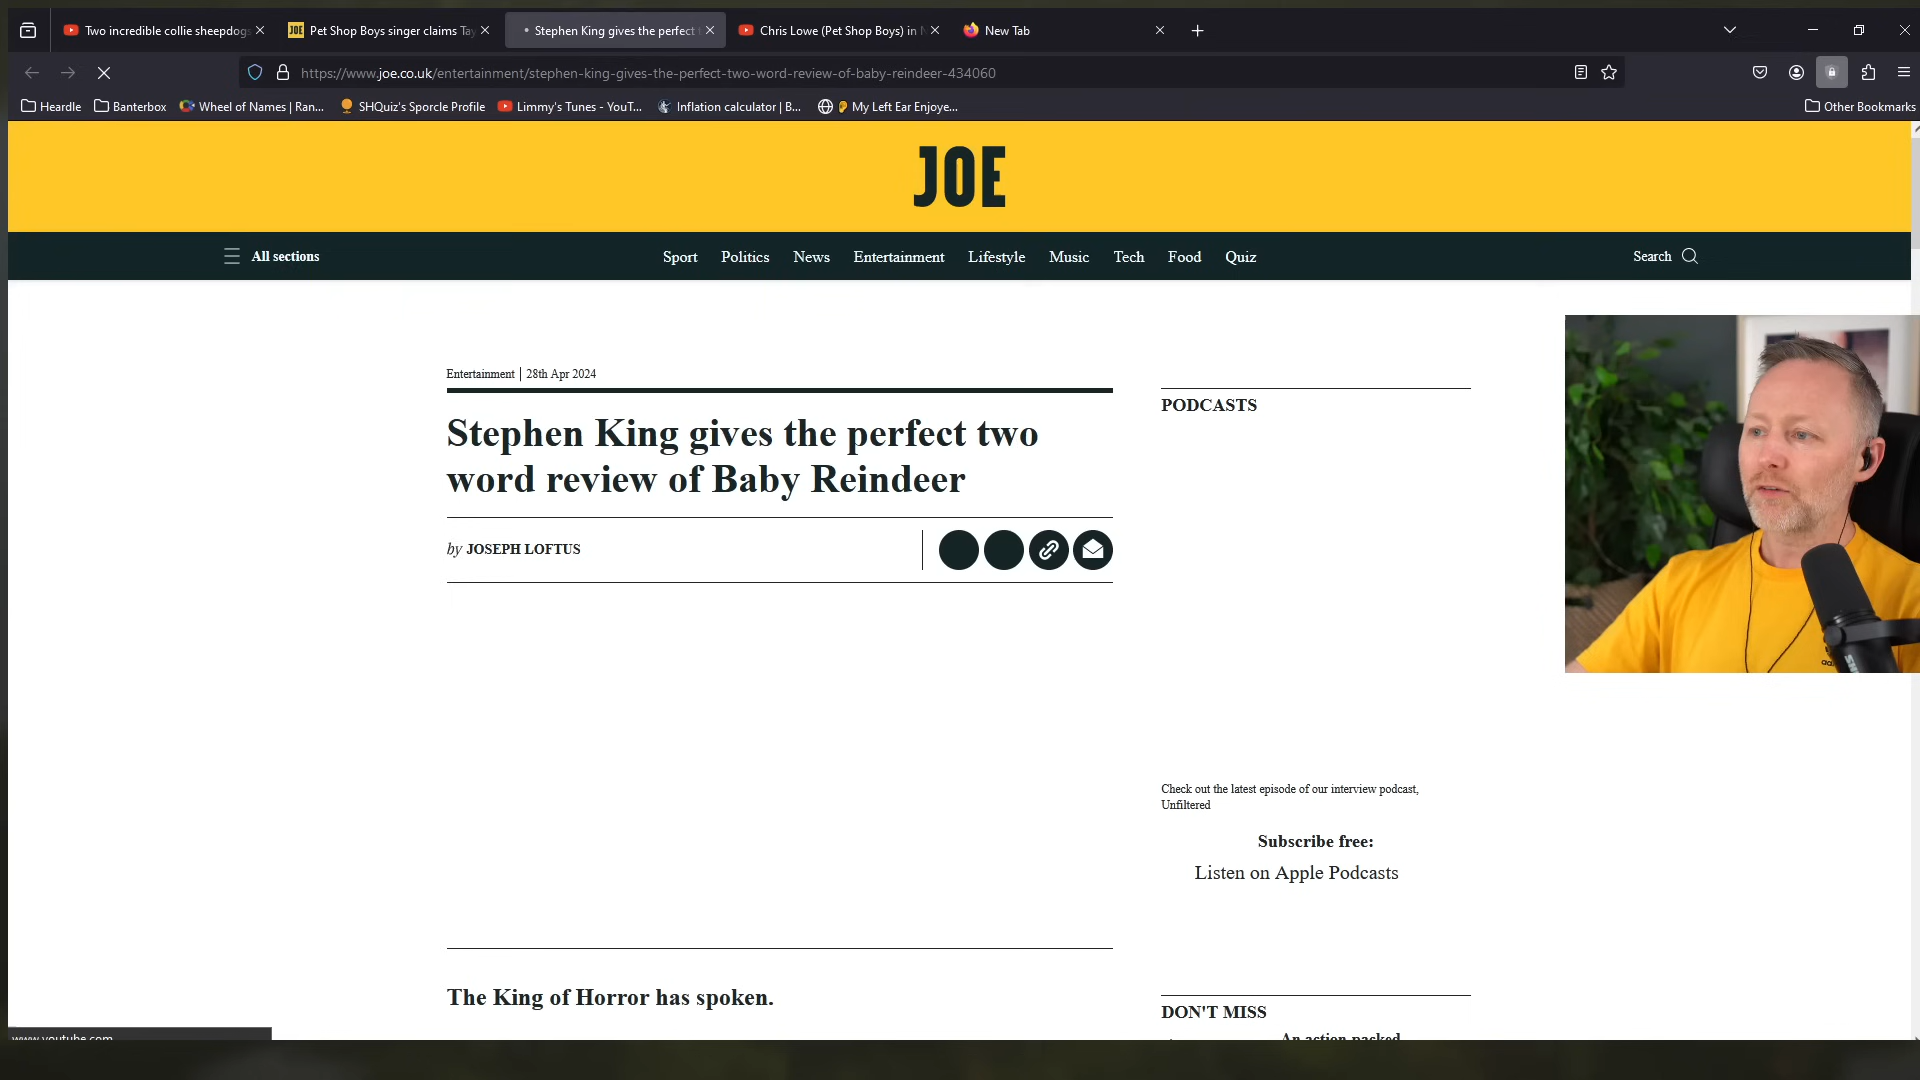 Two incredible collie sheepdogs
JOE Pet Shop Boys singer claims Tay
Stephen King gives the perfect
Chris Lowe (Pet Shop Boys) in N
New Tab
https://www.joe.co.uk/entertainment/stephen-king-gives-the-perfect-two-word-review-of-baby-reindeer-434060
Heardle
Banterbox
Wheel of Names | Ran...
SHQuiz's Sporcle Profile
Limmy's Tunes - YouT...
Inflation calculator | B...
My Left Ear Enjoye...
Other Bookmarks
JOE
All sections
Sport
Politics
News
Entertainment
Lifestyle
Music
Tech
Food
Quiz
Search
Entertainment | 28th Apr 2024
Stephen King gives the perfect two
word review of Baby Reindeer
by JOSEPH LOFTUS
The King of Horror has spoken.
PODCASTS
Check out the latest episode of our interview podcast,
Unfiltered
Subscribe free:
Listen on Apple Podcasts
DON'T MISS
An action packed
www.youtube.com